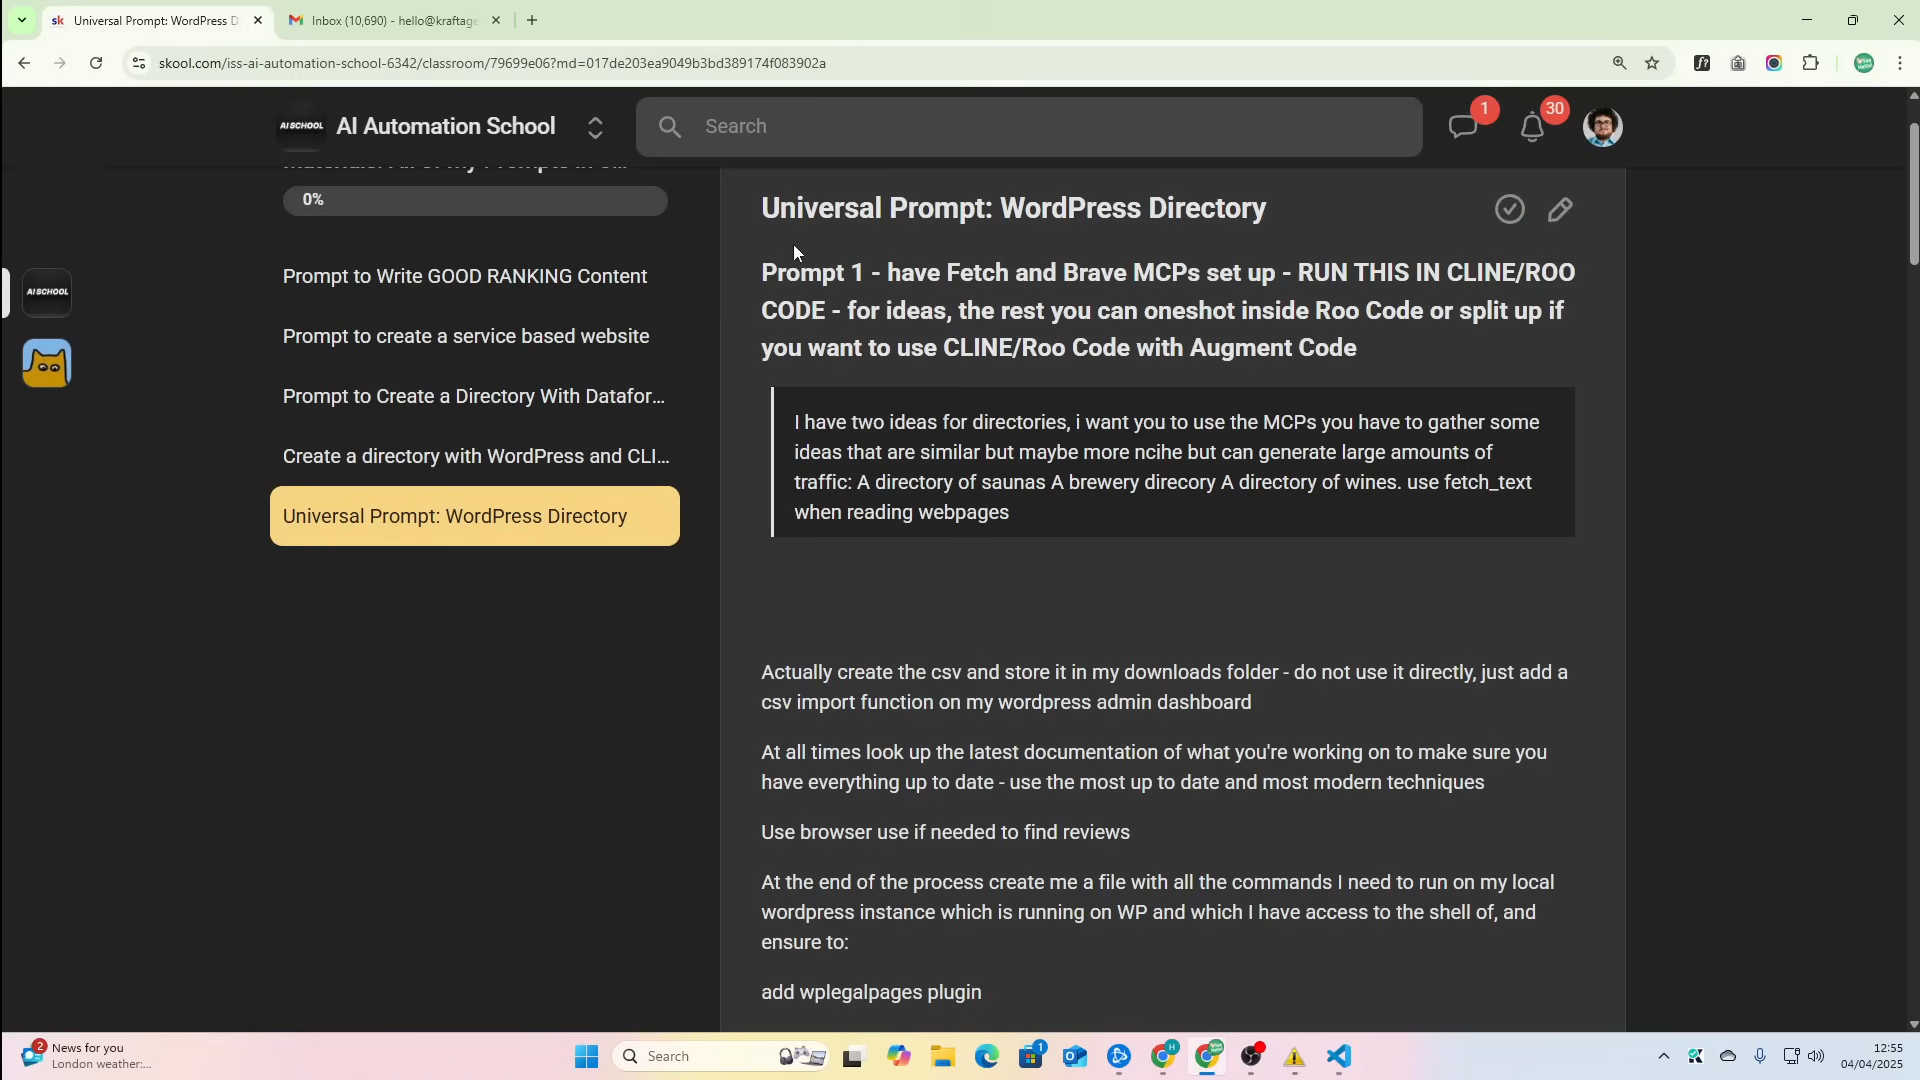 Universal Prompt: WordPress D
Inbox (10,690) - hello@kraftage
skool.com/iss-ai-automation-school-6342/classroom/79699e06?md=017de203ea9049b3bd389174f083902a
AI SCHOOL
AI Automation School
Search
1
30
0%
Prompt to Write GOOD RANKING Content
Prompt to create a service based website
Prompt to Create a Directory With Datafor...
Create a directory with WordPress and CLI...
Universal Prompt: WordPress Directory
AI SCHOOL
Universal Prompt: WordPress Directory
Prompt 1 - have Fetch and Brave MCPs set up - RUN THIS IN CLINE/ROO
CODE - for ideas, the rest you can oneshot inside Roo Code or split up if
you want to use CLINE/Roo Code with Augment Code
I have two ideas for directories, i want you to use the MCPs you have to gather some
ideas that are similar but maybe more ncihe but can generate large amounts of
traffic: A directory of saunas A brewery direcory A directory of wines. use fetch_text
when reading webpages
Actually create the csv and store it in my downloads folder - do not use it directly, just add a
csv import function on my wordpress admin dashboard
At all times look up the latest documentation of what you're working on to make sure you
have everything up to date - use the most up to date and most modern techniques
Use browser use if needed to find reviews
At the end of the process create me a file with all the commands I need to run on my local
wordpress instance which is running on WP and which I have access to the shell of, and
ensure to:
add wplegalpages plugin
2
News for you
London weather:...
Search
1
12:55
04/04/2025